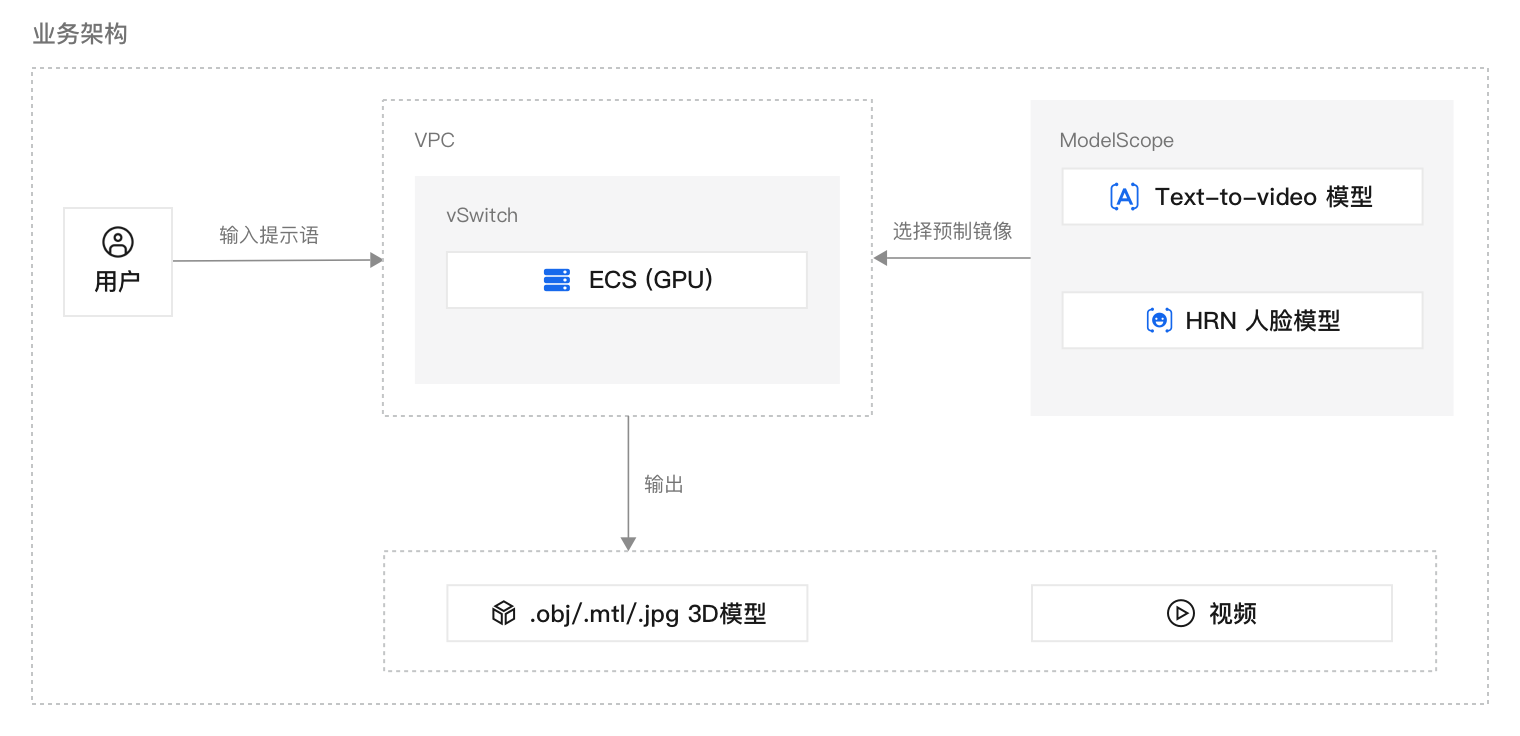 业务架构
VPC
ModelScope
Text-to-video 模型
vSwitch
输入提示语
选择预制镜像
用户
ECS (GPU)
HRN 人脸模型
输出
.obj/.mtl/.jpg 3D模型
视频